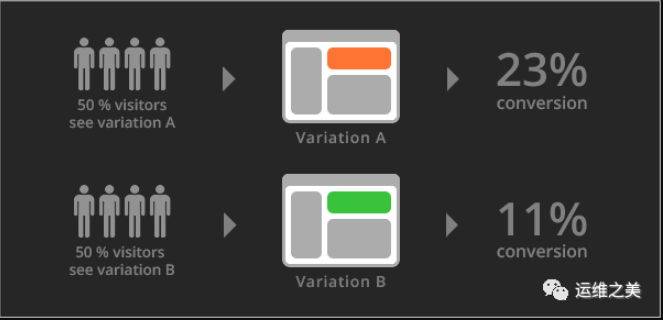 50 % visitors
see variation A
Variation A
23%
conversion
50 % visitors
see variation B
Variation B
11%
conversion
运维之美